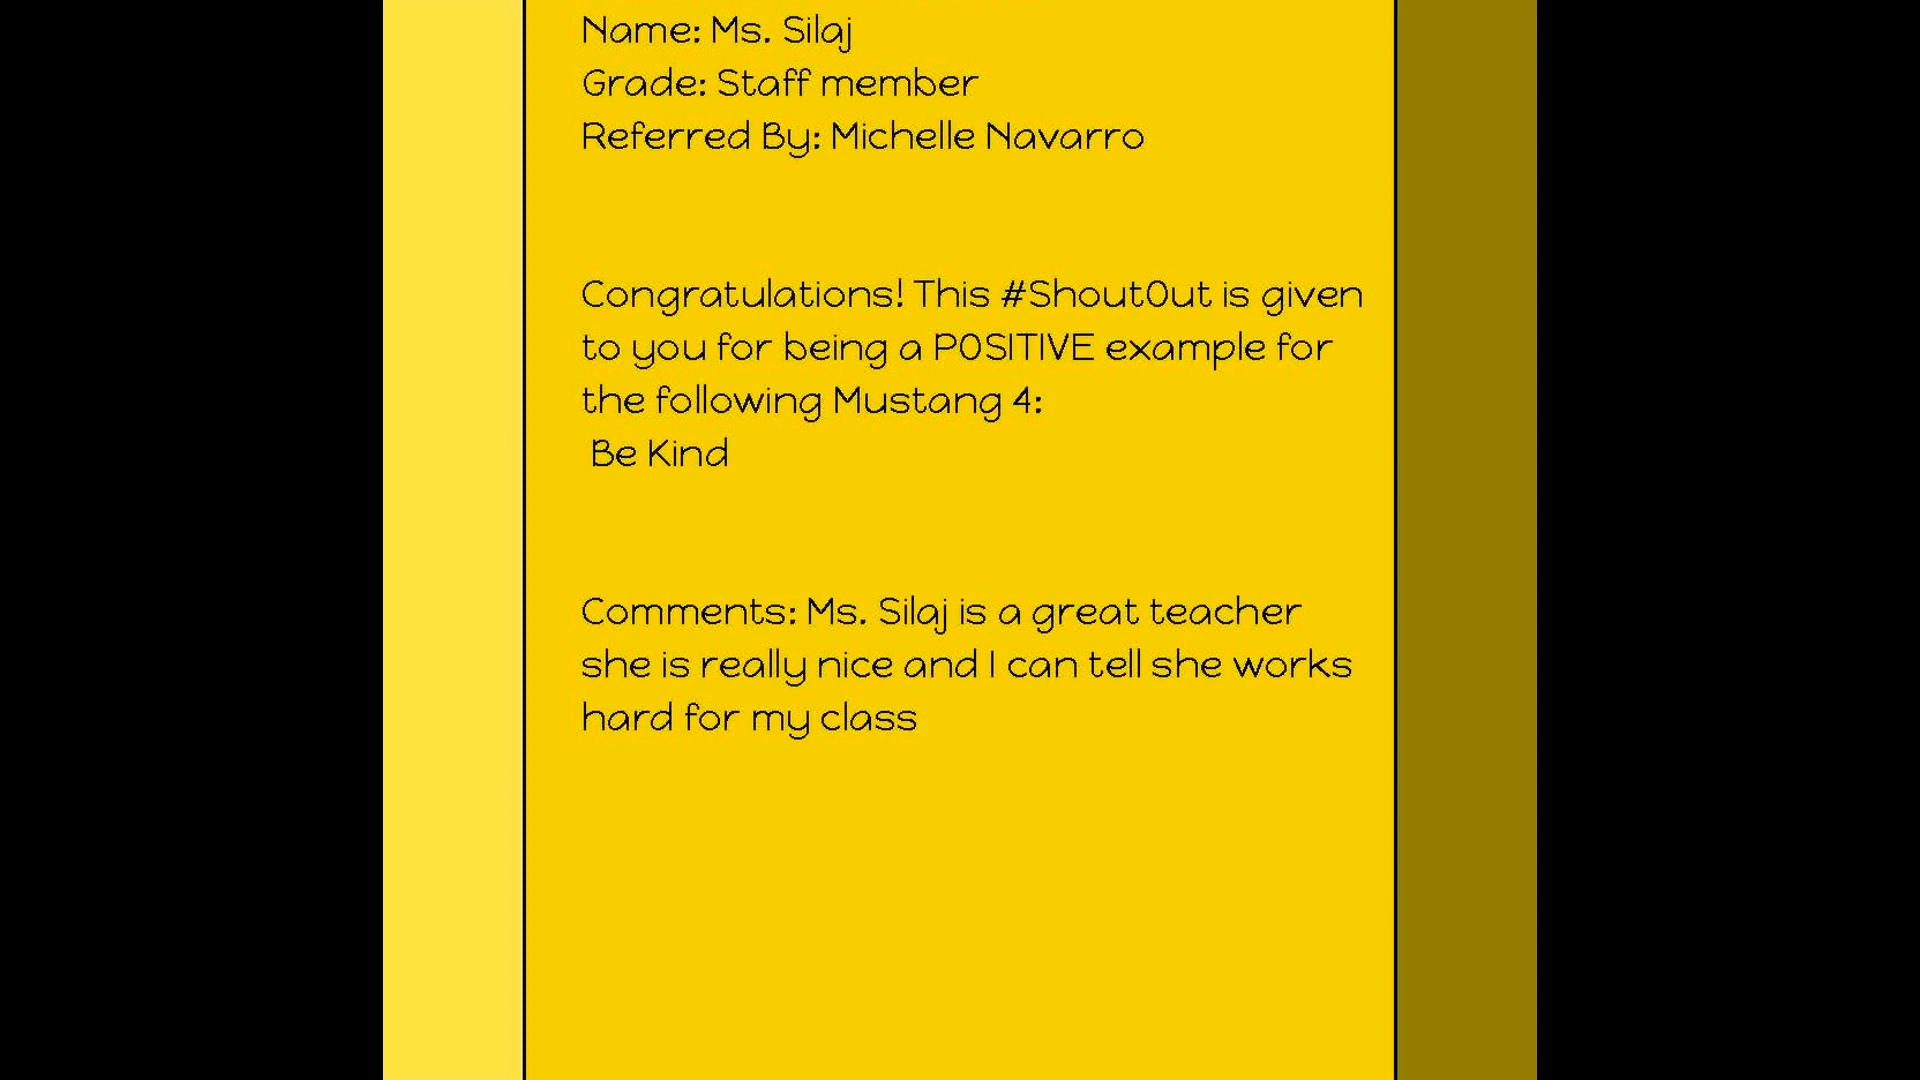 Name: Ms. Silaj
Grade: Staff member
Referred By: Michelle Navarro
Congratulations! This #ShoutOut is given
to you for being a POSITIVE example for
the following Mustang 4:
Be Kind
Comments: Ms. Silaj is a great teacher
she is really nice and I can tell she works
hard for my class